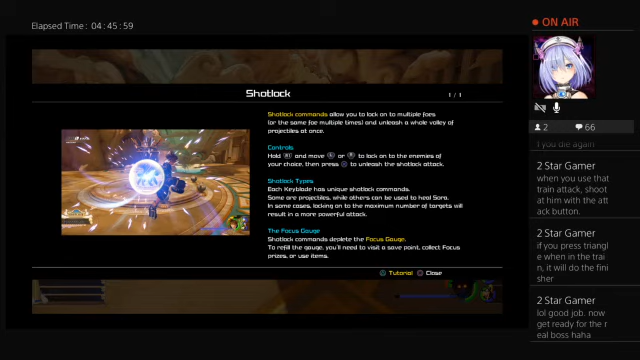 Elapsed Time : 04:45:59
ON AIR
Shotlock
1 / 1
Shotlock commands allow you to lock on to multiple foes
(or the same foe multiple times) and unleash a whole volley of
projectiles at once.
Controls
Hold R1 and move L or R to lock on to the enemies of
your choice, then press to unleash the shotlock attack.
Shotlock Types
Each Keyblade has unique shotlock commands.
Some are projectiles, while others can be used to heal Sora.
In some cases, locking on to the maximum number of targets will
result in a more powerful attack.
The Focus Gauge
Shotlock commands deplete the Focus Gauge.
To refill the gauge, you'll need to visit a save point, collect Focus
prizes, or use items.
Tutorial Close
2 66
f you die again
2 Star Gamer
when you use that
train attack, shoot
at him with the att
ack button.
2 Star Gamer
if you press triangl
e when in the trai
n, it will do the fini
sher
2 Star Gamer
lol good job. now
get ready for the r
eal boss haha